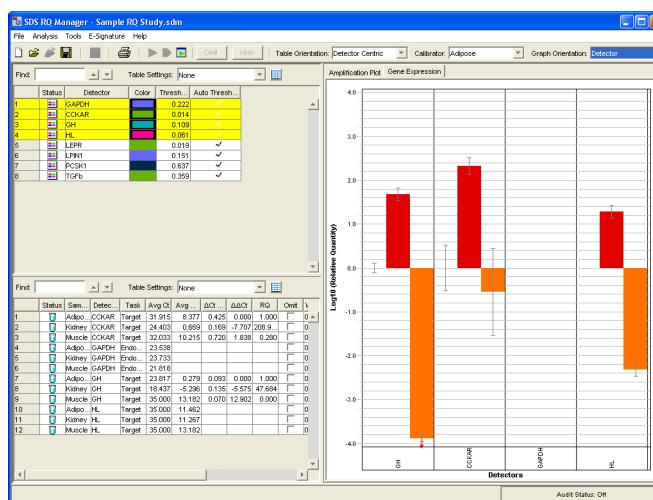 SDS RQ Manager - Sample RQ Study.sdm
File Analysis Tools E-Signature Help
Omit Hide Table Orientation: Detector Centric Calibrator: Adipose Graph Orientation: Detector
Find: Table Settings: None
Status Detector Color Thresh... Auto Thresh...
1 GAPDH 0.222
2 CCKAR 0.014
3 GH 0.109
4 HL 0.061
5 LEPR 0.019
6 LPIN1 0.151
7 PCSK1 0.637
8 TGFb 0.359
Find: Table Settings: None
Status Sam... Detec... Task Avg Ct Avg ... ΔCt ... ΔΔCt RQ Omit
1 Adipo... CCKAR Target 31.915 8.377 0.425 0.000 1.000 0
2 Kidney CCKAR Target 24.403 0.669 0.169 -7.707 208.9... 0
3 Muscle CCKAR Target 32.033 10.215 0.720 1.838 0.280 0
4 Adipo... GAPDH Endo... 23.538
5 Kidney GAPDH Endo... 23.733
6 Muscle GAPDH Endo... 21.818
7 Adipo... GH Target 23.817 0.279 0.093 0.000 1.000 0
8 Kidney GH Target 18.437 -5.296 0.135 -5.575 47.684 0
9 Muscle GH Target 35.000 13.182 0.070 12.902 0.000 0
10 Adipo... HL Target 35.000 11.462 0
11 Kidney HL Target 35.000 11.267 0
12 Muscle HL Target 35.000 13.182 0
Amplification Plot Gene Expression
Log10 (Relative Quantity)
4.0
3.0
2.0
1.0
0.0
-1.0
-2.0
-3.0
-4.0
GH CCKAR GAPDH HL
Detectors
Audit Status: Off